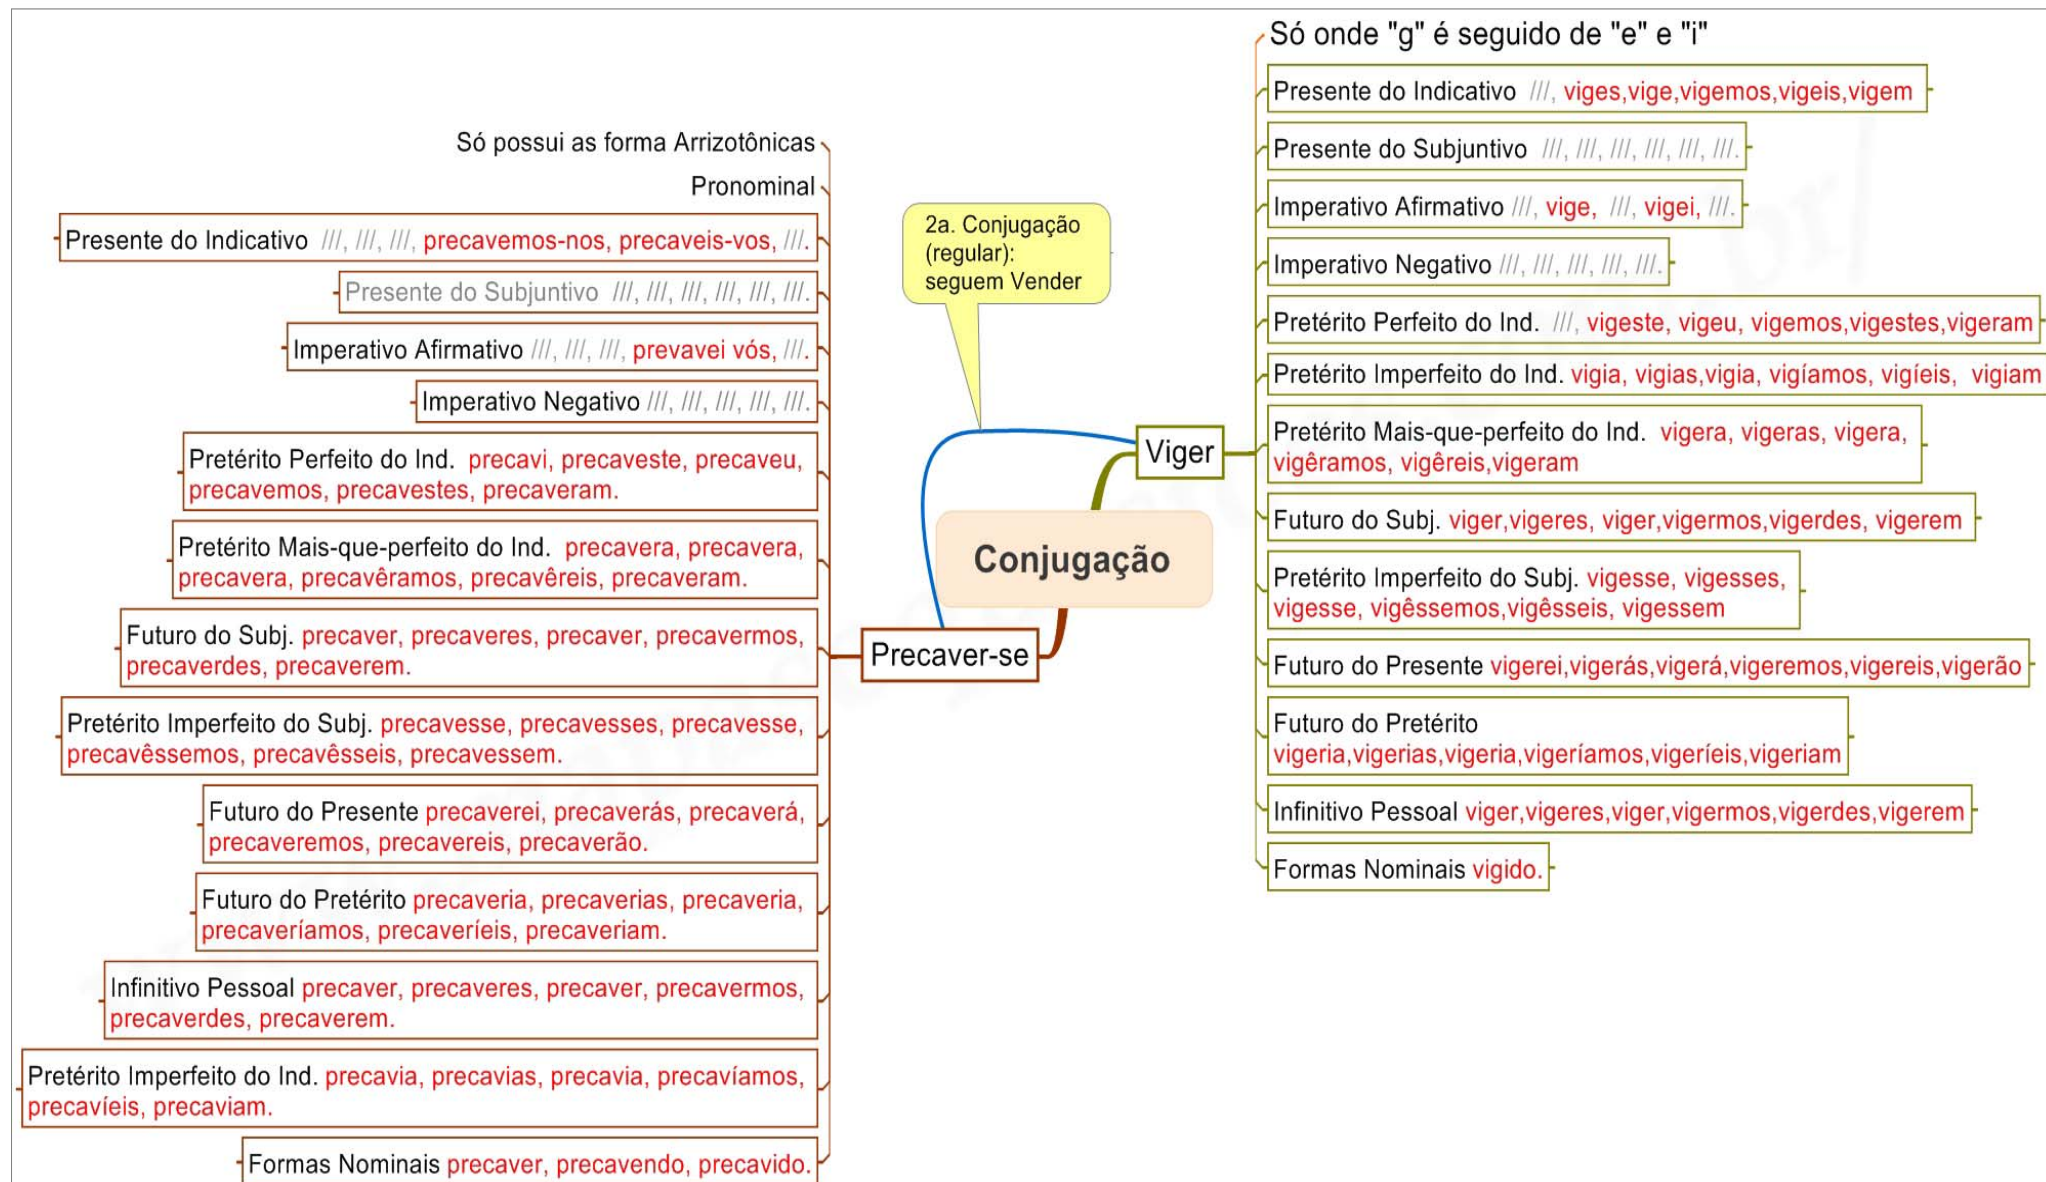 Conjugação
2a. Conjugação
(regular):
seguem Vender
Viger
Só onde "g" é seguido de "e" e "i"
Presente do Indicativo ///, viges,vige,vigemos,vigeis,vigem
Presente do Subjuntivo ///, ///, ///, ///, ///, ///.
Imperativo Afirmativo ///, vige, ///, vigei, ///.
Imperativo Negativo ///, ///, ///, ///, ///.
Pretérito Perfeito do Ind. ///, vigeste, vigeu, vigemos,vigestes,vigeram
Pretérito Imperfeito do Ind. vigia, vigias,vigia, vigíamos, vigíeis, vigiam
Pretérito Mais-que-perfeito do Ind. vigera, vigeras, vigera,
vigêramos, vigêreis,vigeram
Futuro do Subj. viger,vigeres, viger,vigermos,vigerdes, vigerem
Pretérito Imperfeito do Subj. vigesse, vigesses,
vigesse, vigêssemos,vigêsseis, vigessem
Futuro do Presente vigerei,vigerás,vigerá,vigeremos,vigereis,vigerão
Futuro do Pretérito
vigeria,vigerias,vigeria,vigeríamos,vigeríeis,vigeriam
Infinitivo Pessoal viger,vigeres,viger,vigermos,vigerdes,vigerem
Formas Nominais vigido.
Precaver-se
Só possui as forma Arrizotônicas
Pronominal
Presente do Indicativo ///, ///, ///, precavemos-nos, precaveis-vos, ///.
Presente do Subjuntivo ///, ///, ///, ///, ///, ///.
Imperativo Afirmativo ///, ///, ///, prevavei vós, ///.
Imperativo Negativo ///, ///, ///, ///, ///.
Pretérito Perfeito do Ind. precavi, precaveste, precaveu,
precavemos, precavestes, precaveram.
Pretérito Mais-que-perfeito do Ind. precavera, precavera,
precavera, precavêramos, precavêreis, precaveram.
Futuro do Subj. precaver, precaveres, precaver, precavermos,
precaverdes, precaverem.
Pretérito Imperfeito do Subj. precavesse, precavesses, precavesse,
precavêssemos, precavêsseis, precavessem.
Futuro do Presente precaverei, precaverás, precaverá,
precaveremos, precavereis, precaverão.
Futuro do Pretérito precaveria, precaverias, precaveria,
precaveríamos, precaveríeis, precaveriam.
Infinitivo Pessoal precaver, precaveres, precaver, precavermos,
precaverdes, precaverem.
Pretérito Imperfeito do Ind. precavia, precavias, precavia, precavíamos,
precavíeis, precaviam.
Formas Nominais precaver, precavendo, precavido.